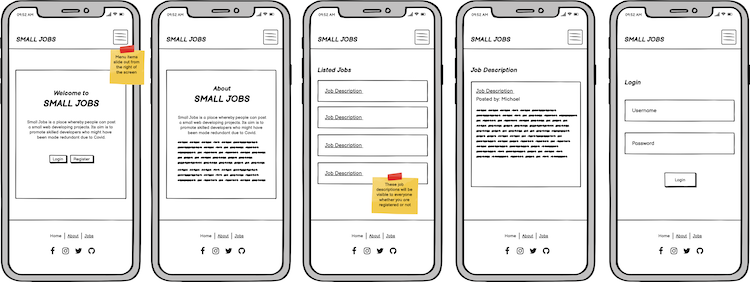 09:52 AM
SMALL JOBS
Menu items
slide out from
the right of
the screen
Welcome to
SMALL JOBS
Small Jobs is a place whereby people can post
a small web developing projects. Its aim is to
promote skilled developers who might have
been made redundant due to Covid.
Login Register
Home About Jobs
09:52 AM
SMALL JOBS
About
SMALL JOBS
Small Jobs is a place whereby people can post
a small web developing projects. Its aim is to
promote skilled developers who might have
been made redundant due to Covid.
Home About Jobs
09:52 AM
SMALL JOBS
Listed Jobs
Job Description
Job Description
Job Description
Job Description
These job
descriptions will be
visible to everyone
whether you are
registered or not
Home About Jobs
09:52 AM
SMALL JOBS
Job Description
Job Description
Posted by: Michael
Home About Jobs
09:52 AM
SMALL JOBS
Login
Username
Password
Login
Home About Jobs